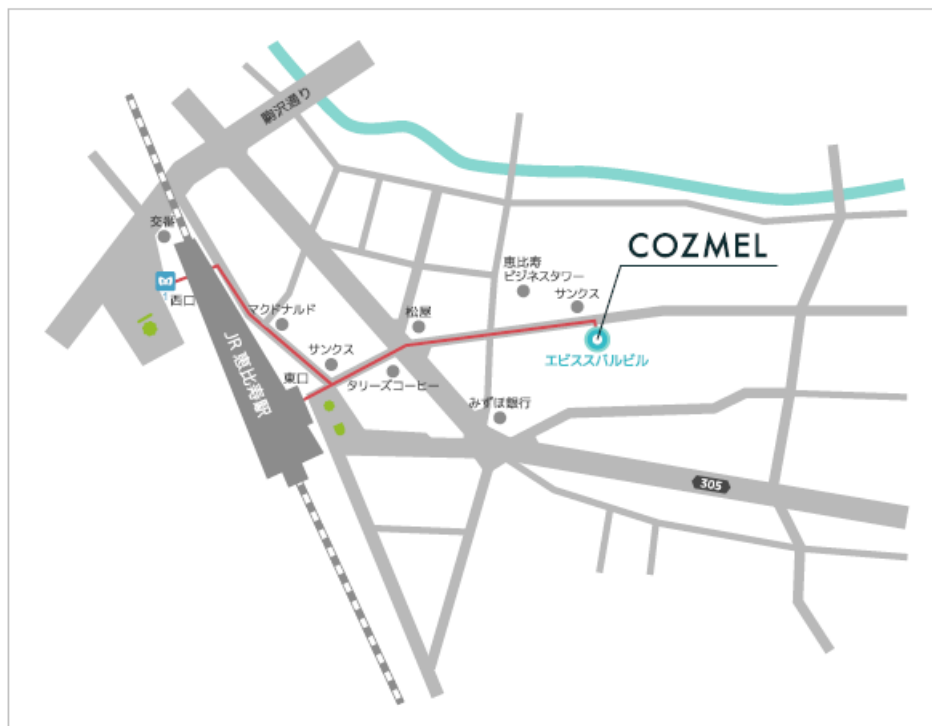 駒沢通り
交番
西口
JR 恵比寿駅
マクドナルド
サンクス
東口
タリーズコーヒー
松屋
みずほ銀行
恵比寿
ビジネスタワー
サンクス
COZMEL
エビススバルビル
305